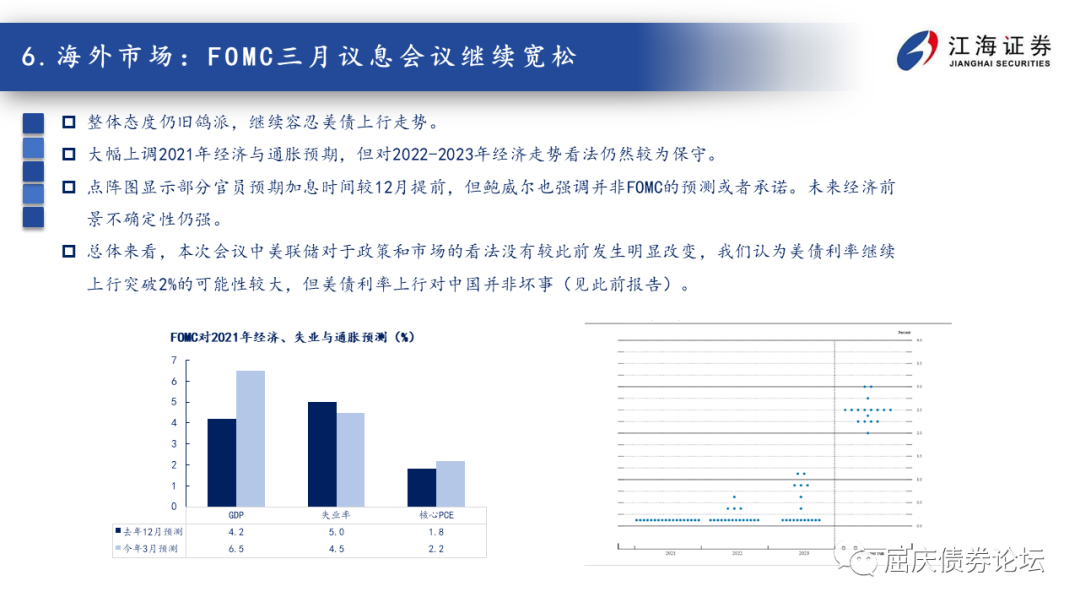 6.海外市场：FOMC三月议息会议继续宽松
江海证券
JIANGHAI SECURITIES
整体态度仍旧鸽派，继续容忍美债上行走势。
大幅上调2021年经济与通胀预期，但对2022-2023年经济走势看法仍然较为保守。
点阵图显示部分官员预期加息时间较12月提前，但鲍威尔也强调并非FOMC的预测或者承诺。未来经济前
景不确定性仍强。
总体来看，本次会议中美联储对于政策和市场的看法没有较此前发生明显改变，我们认为美债利率继续
上行突破2%的可能性较大，但美债利率上行对中国并非坏事（见此前报告）。
FOMC对2021年经济、失业与通胀预测（%）
7
6
5
4
3
2
1
0
GDP 失业率 核心PCE
去年12月预测 4.2 5.0 1.8
今年3月预测 6.5 4.5 2.2
Percent
2021 2022 2023
屈庆债券论坛